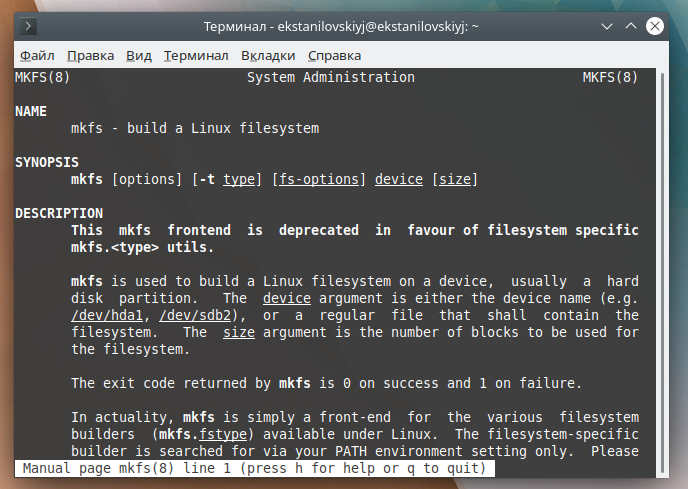 Терминал - ekstanilovskiyj@ekstanilovskiyj: ~
Файл Правка Вид Терминал Вкладки Справка
MKFS(8) System Administration MKFS(8)
NAME
mkfs - build a Linux filesystem
SYNOPSIS
mkfs [options] [-t type] [fs-options] device [size]
DESCRIPTION
This mkfs frontend is deprecated in favour of filesystem specific
mkfs.<type> utils.
mkfs is used to build a Linux filesystem on a device, usually a hard
disk partition. The device argument is either the device name (e.g.
/dev/hda1, /dev/sdb2), or a regular file that shall contain the
filesystem. The size argument is the number of blocks to be used for
the filesystem.
The exit code returned by mkfs is 0 on success and 1 on failure.
In actuality, mkfs is simply a front-end for the various filesystem
builders (mkfs.fstype) available under Linux. The filesystem-specific
builder is searched for via your PATH environment setting only. Please
Manual page mkfs(8) line 1 (press h for help or q to quit)